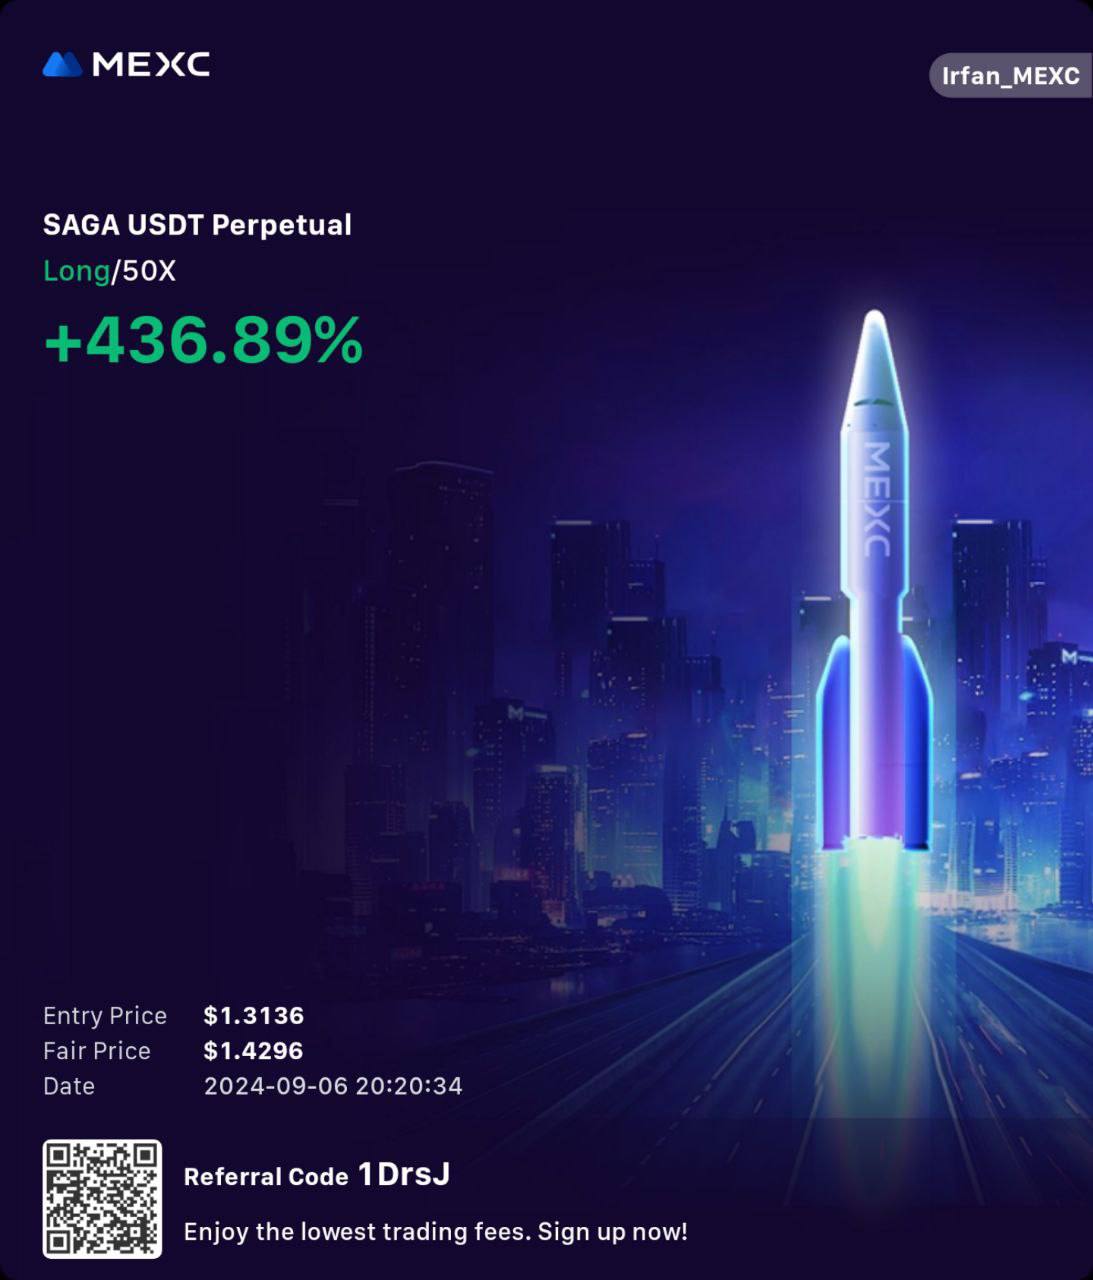 MEXC
Irfan_MEXC
SAGA USDT Perpetual
Long/50X
+436.89%
MEXC
Entry Price $1.3136
Fair Price $1.4296
Date 2024-09-06 20:20:34
Referral Code 1DrsJ
Enjoy the lowest trading fees. Sign up now!